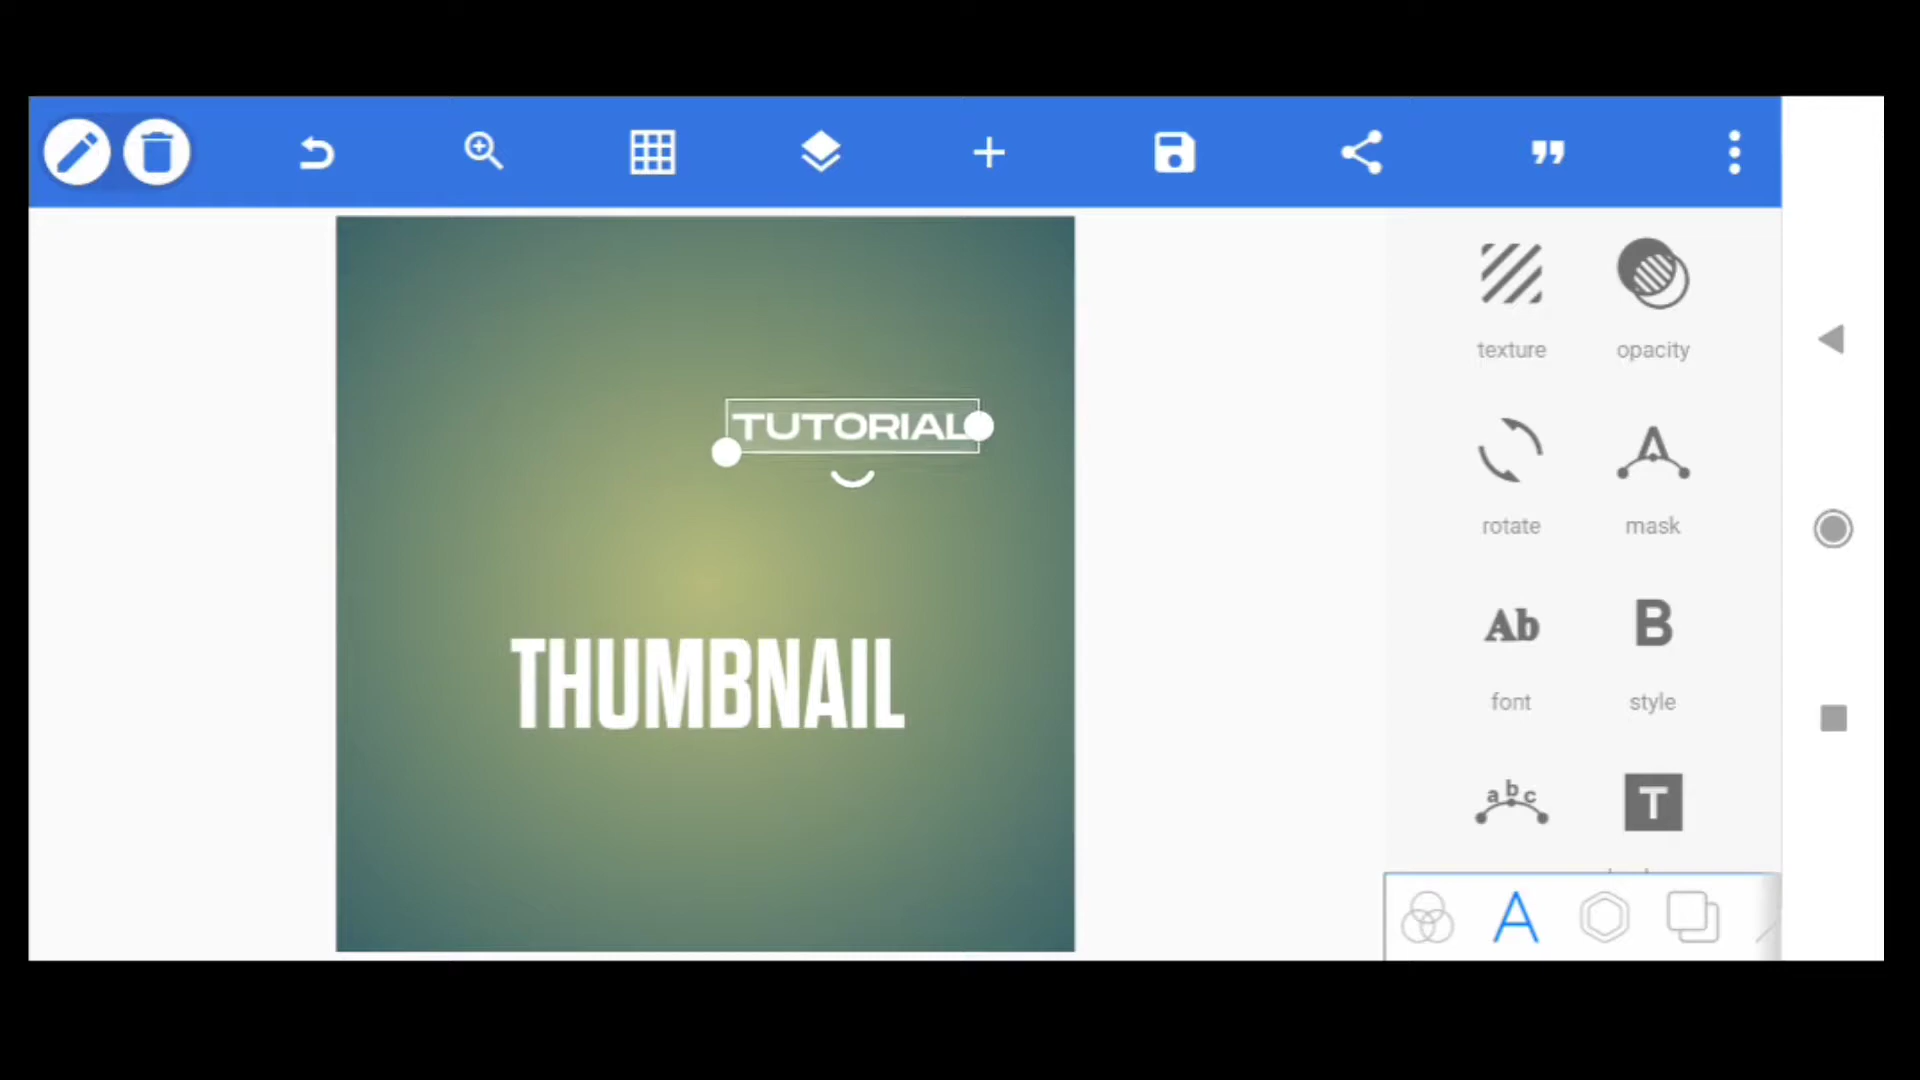 texture
opacity
TUTORIAL
rotate
mask
THUMBNAIL
Ab
B
font
style
abc
T
A